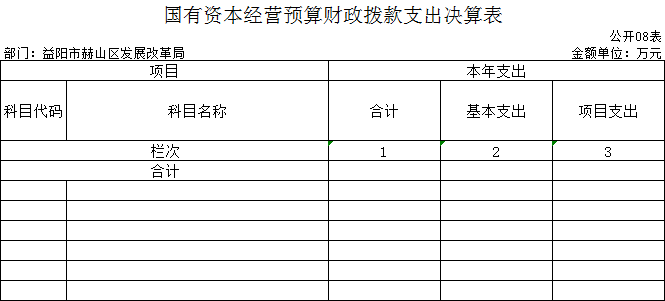 国有资本经营预算财政拨款支出决算表
公开08表
部门：益阳市赫山区发展改革局 金额单位：万元
项目 本年支出
科目代码 科目名称 合计 基本支出 项目支出
栏次 1 2 3
合计